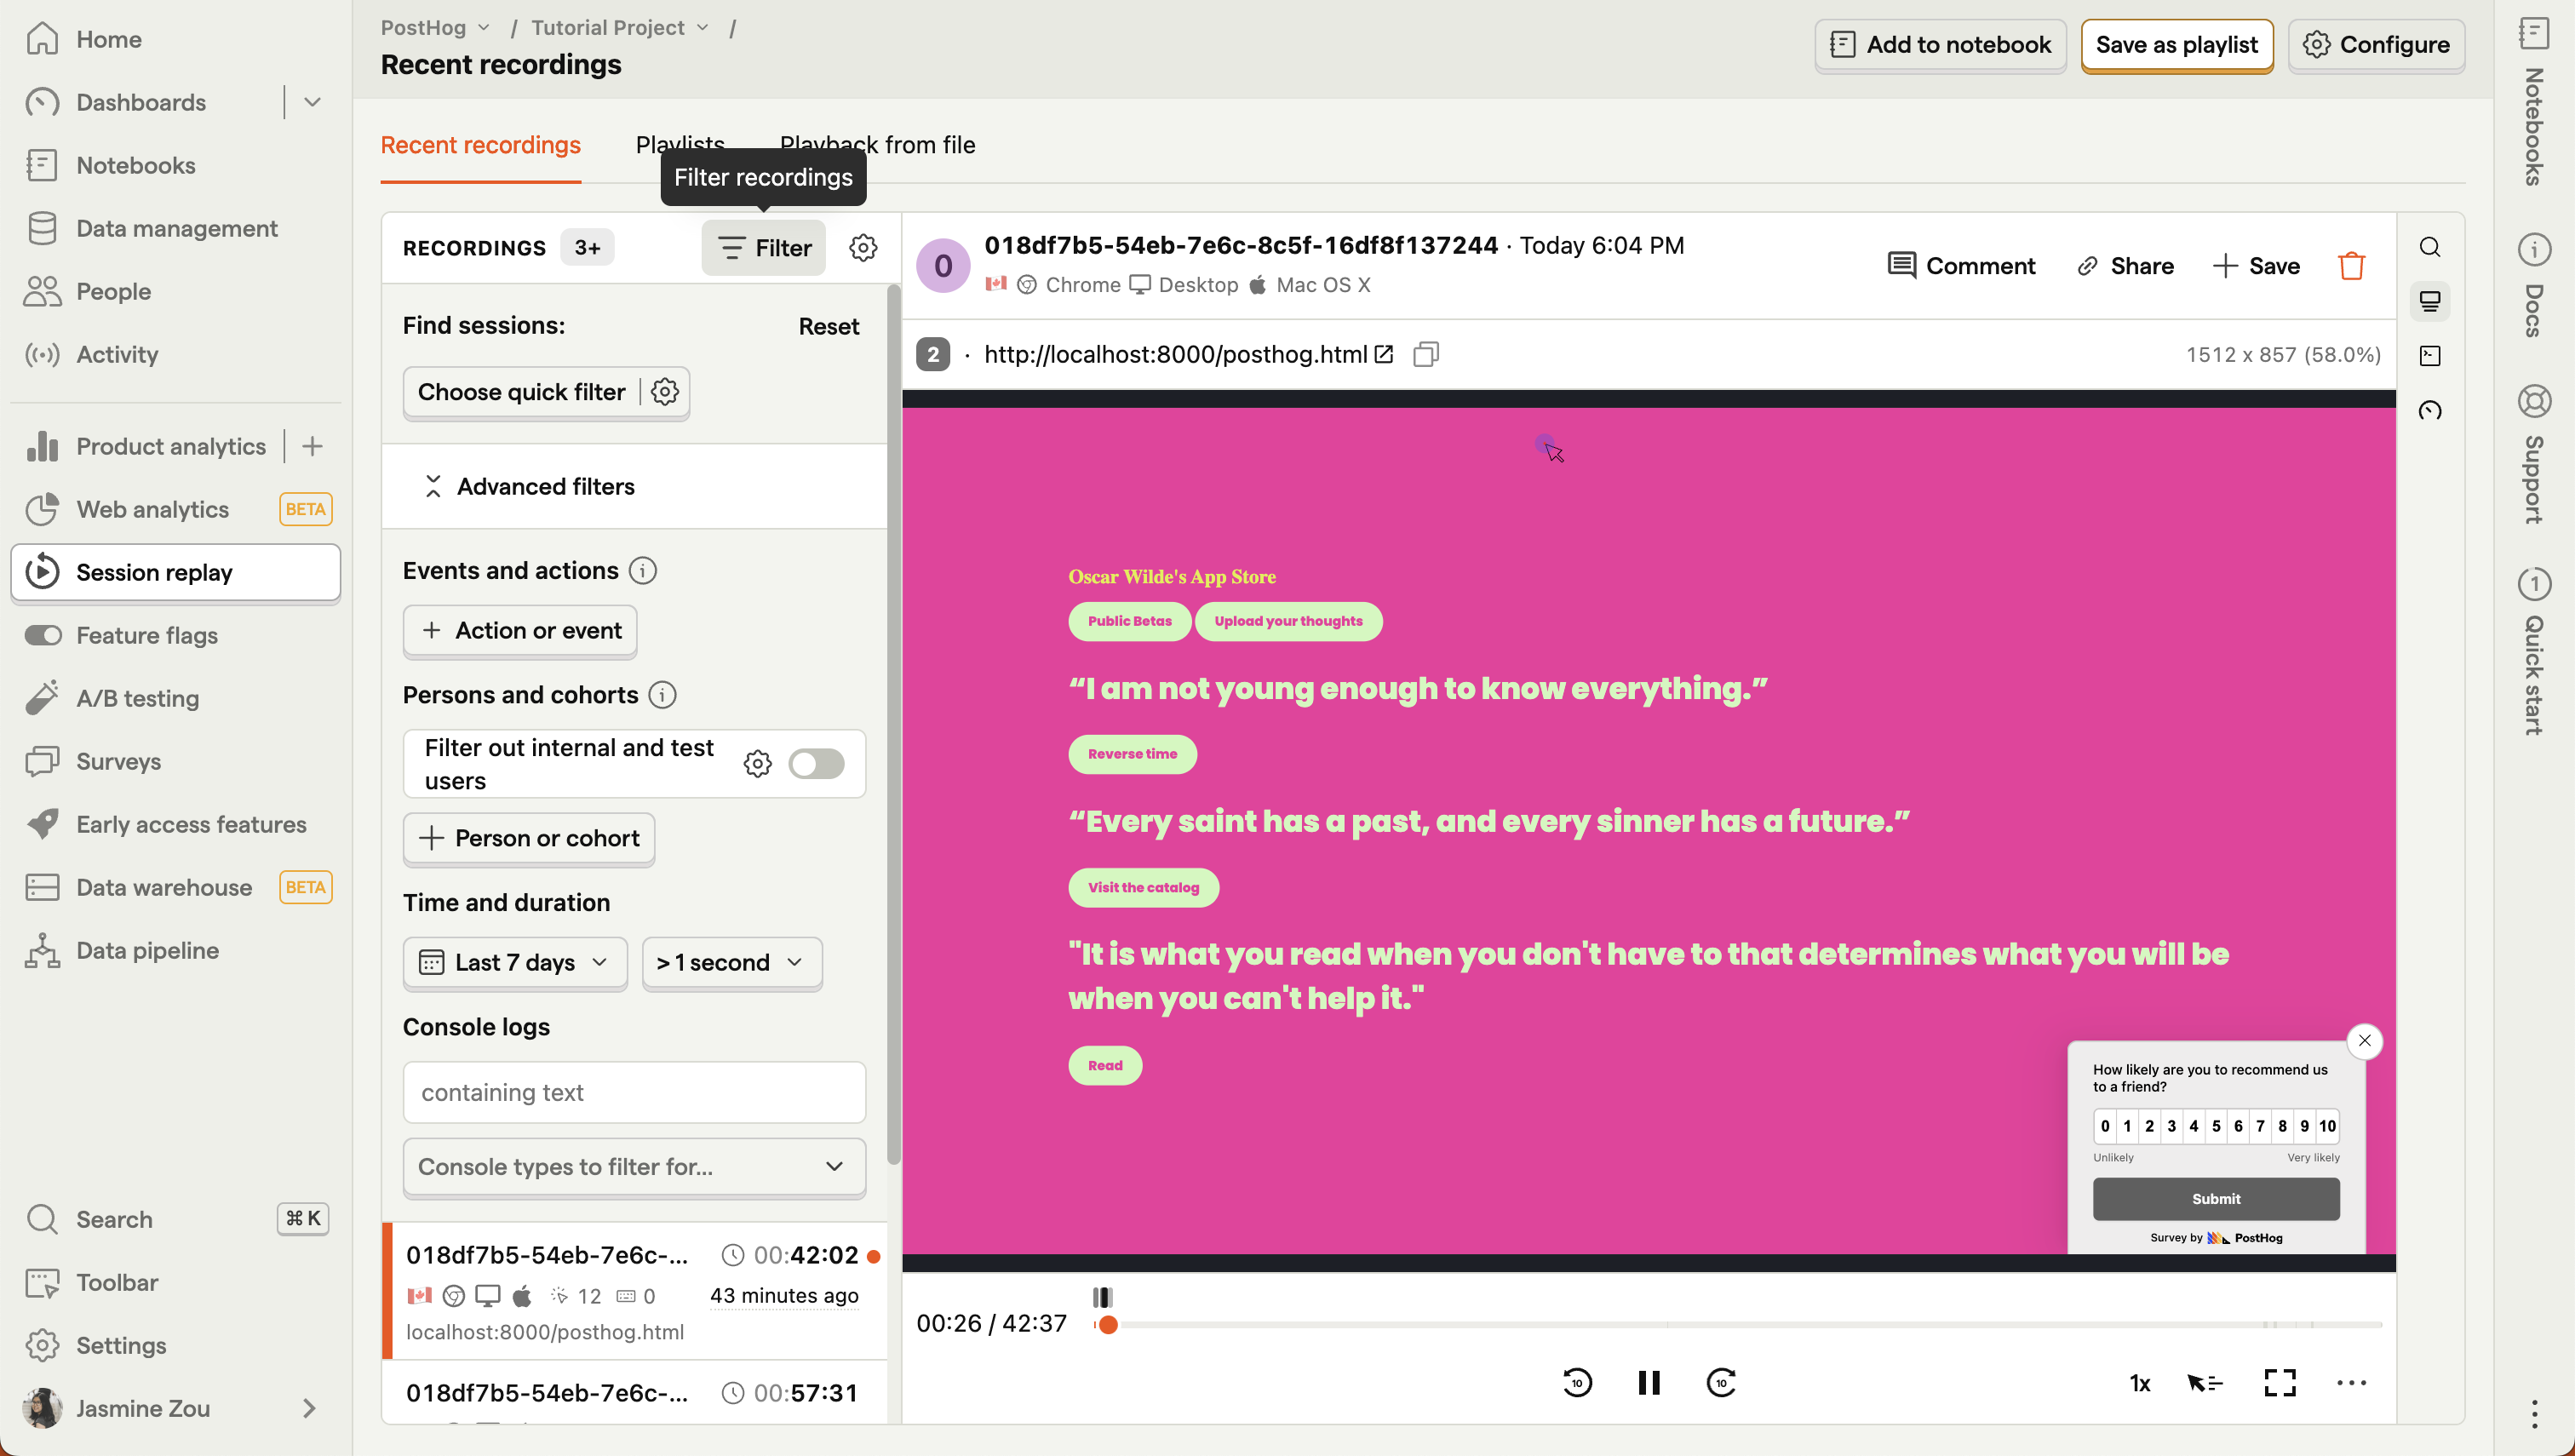 Home
Dashboards
Notebooks
Data management
People
Activity
Product analytics
Web analytics BETA
Session replay
Feature flags
A/B testing
Surveys
Early access features
Data warehouse BETA
Data pipeline
Search ⌘ K
Toolbar
Settings
Jasmine Zou
PostHog / Tutorial Project /
Recent recordings
Add to notebook
Save as playlist
Configure
Recent recordings
Playlists
Playback from file
Filter recordings
RECORDINGS 3+
Filter
Find sessions:
Reset
Choose quick filter
Advanced filters
Events and actions
+ Action or event
Persons and cohorts
Filter out internal and test
users
+ Person or cohort
Time and duration
Last 7 days
> 1 second
Console logs
containing text
Console types to filter for...
018df7b5-54eb-7e6c-... 00:42:02
12 0 43 minutes ago
localhost:8000/posthog.html
018df7b5-54eb-7e6c-... 00:57:31
0
018df7b5-54eb-7e6c-8c5f-16df8f137244 · Today 6:04 PM
Chrome Desktop Mac OS X
Comment
Share
Save
2 · http://localhost:8000/posthog.html
1512 x 857 (58.0%)
Oscar Wilde's App Store
Public Betas
Upload your thoughts
“I am not young enough to know everything.”
Reverse time
“Every saint has a past, and every sinner has a future.”
Visit the catalog
"It is what you read when you don't have to that determines what you will be
when you can't help it."
Read
How likely are you to recommend us
to a friend?
0 1 2 3 4 5 6 7 8 9 10
Unlikely Very likely
Submit
Survey by PostHog
00:26 / 42:37
10
10
1x
Notebooks
Docs
Support
1
Quick start